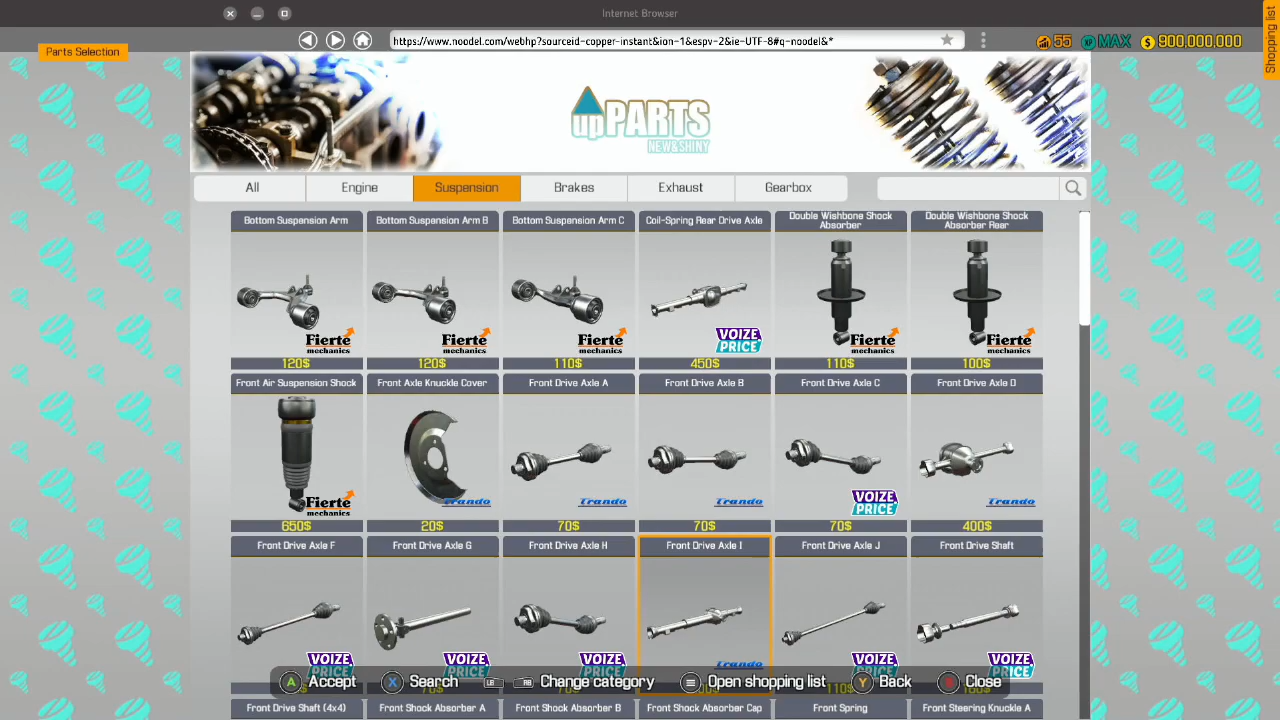 Internet Browser
Parts Selection
https://www.noodel.com/webhp?sourceid-copper-instant&ion-1&espv-2&ie-UTF-8#q-noodel&*
55
XP MAX
$ 900,000,000
Shopping list
upPARTS
NEW&SHINY
All Engine Suspension Brakes Exhaust Gearbox
Bottom Suspension Arm
Bottom Suspension Arm B
Bottom Suspension Arm C
Coil-Spring Rear Drive Axle
Double Wishbone Shock
Absorber
Double Wishbone Shock
Absorber Rear
Fierte
mechanics
Fierte
mechanics
Fierte
mechanics
VOIZE
PRICE
Fierte
mechanics
Fierte
mechanics
120$ 120$ 110$ 450$ 110$ 100$
Front Air Suspension Shock
Front Axle Knuckle Cover
Front Drive Axle A
Front Drive Axle B
Front Drive Axle C
Front Drive Axle D
Fierte
mechanics
Trando
Trando
Trando
VOIZE
PRICE
Trando
650$ 20$ 70$ 70$ 70$ 400$
Front Drive Axle F
Front Drive Axle G
Front Drive Axle H
Front Drive Axle I
Front Drive Axle J
Front Drive Shaft
VOIZE
PRICE
VOIZE
PRICE
VOIZE
PRICE
Trando
VOIZE
PRICE
VOIZE
PRICE
A Accept X Search LB RB Change category Open shopping list Y Back Close
Front Drive Shaft (4x4)
Front Shock Absorber A
Front Shock Absorber B
Front Shock Absorber Cap
Front Spring
Front Steering Knuckle A